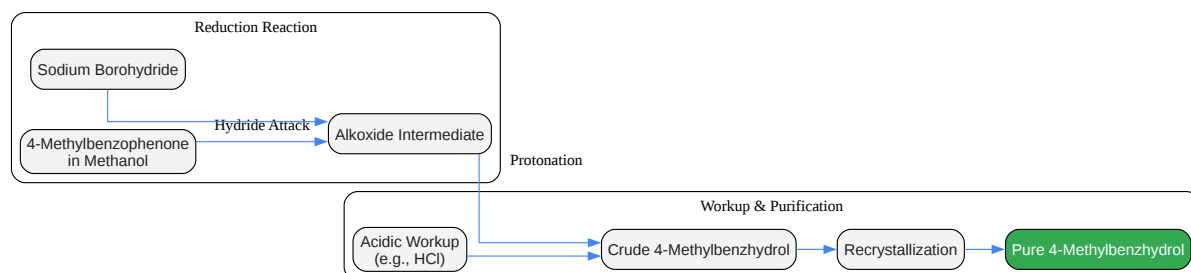 Reduction Reaction
Sodium Borohydride
Hydride Attack
4-Methylbenzophenone
in Methanol
Alkoxide Intermediate
Protonation
Workup & Purification
Acidic Workup
(e.g., HCl)
Crude 4-Methylbenzhydrol
Recrystallization
Pure 4-Methylbenzhydrol